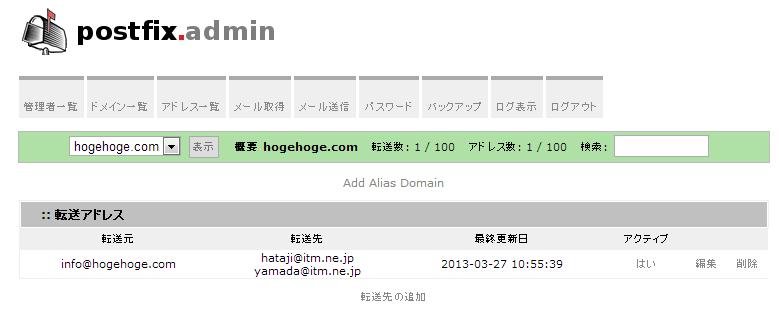 postfix.admin
管理者一覧 ドメイン一覧 アドレス一覧 メール取得 メール送信 パスワード バックアップ ログ表示 ログアウト
hogehoge.com 表示 概要 hogehoge.com 転送数: 1 / 100 アドレス数: 1 / 100 検索:
Add Alias Domain
:: 転送アドレス
転送元 転送先 最終更新日 アクティブ
info@hogehoge.com hataji@itm.ne.jp 2013-03-27 10:55:39 はい 編集 削除
yamada@itm.ne.jp
転送先の追加